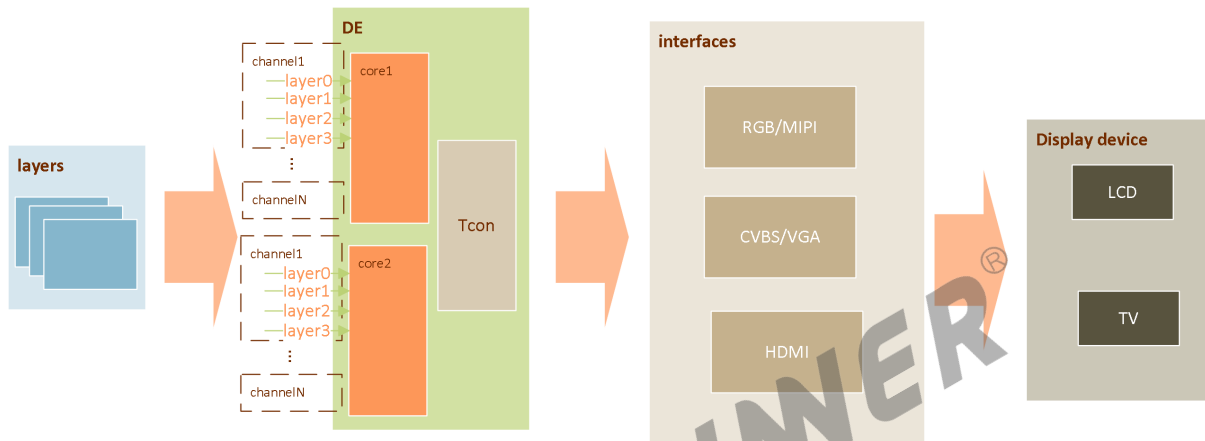 layers
DE
channel1
layer0
layer1
layer2
layer3
...
channelN
core1
channel1
layer0
layer1
layer2
layer3
...
channelN
core2
Tcon
interfaces
RGB/MIPI
CVBS/VGA
HDMI
Display device
LCD
TV
®